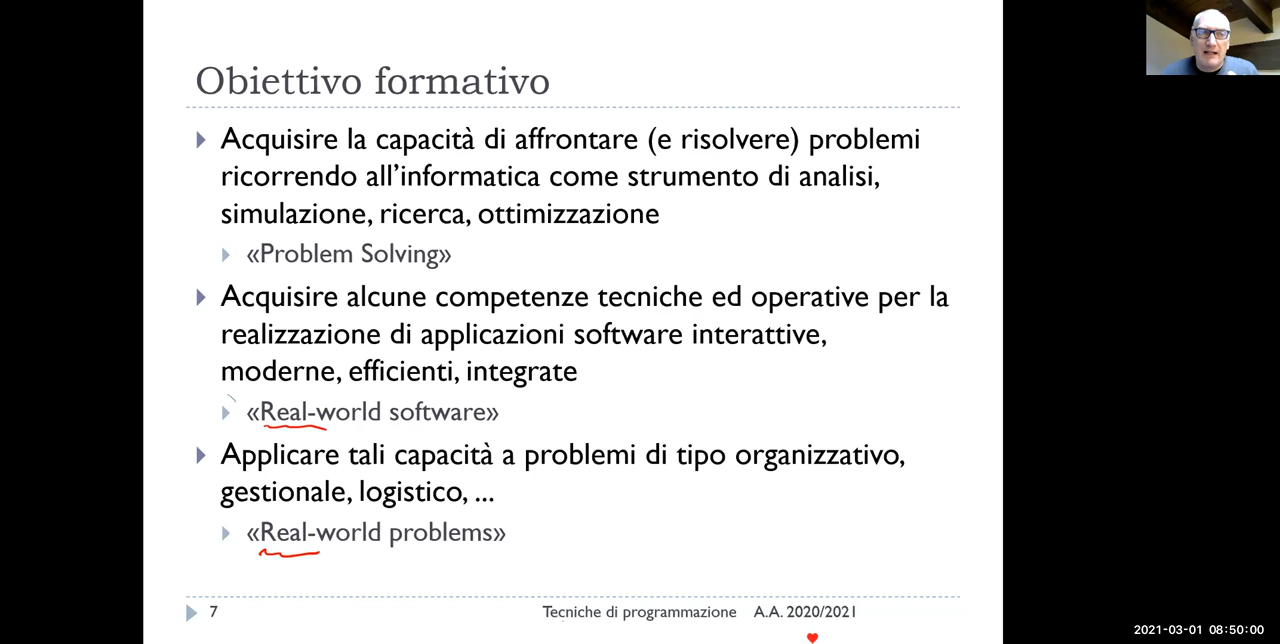 Obiettivo formativo
Acquisire la capacità di affrontare (e risolvere) problemi
ricorrendo all’informatica come strumento di analisi,
simulazione, ricerca, ottimizzazione
«Problem Solving»
Acquisire alcune competenze tecniche ed operative per la
realizzazione di applicazioni software interattive,
moderne, efficienti, integrate
«Real-world software»
Applicare tali capacità a problemi di tipo organizzativo,
gestionale, logistico, ...
«Real-world problems»
7 Tecniche di programmazione A.A. 2020/2021
2021-03-01 08:50:00